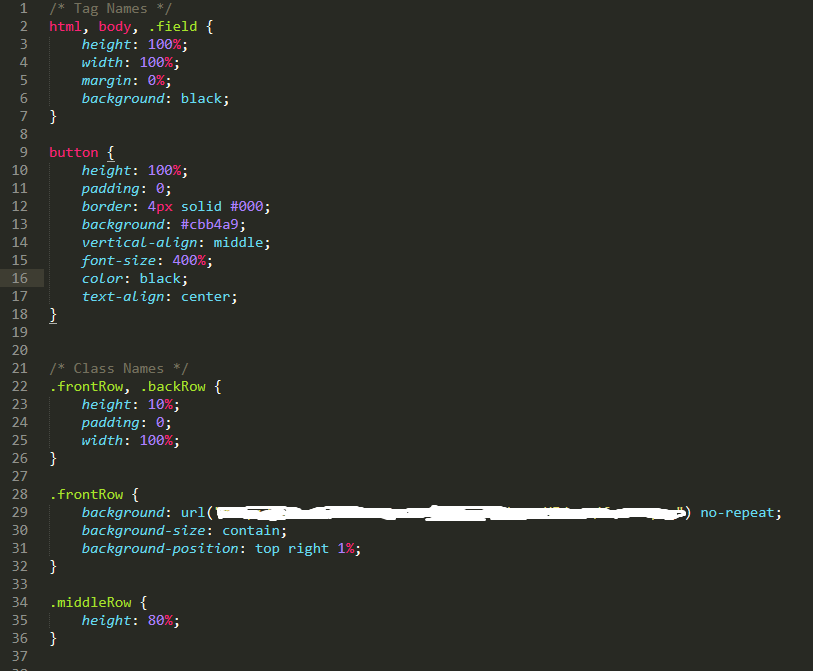 1 /* Tag Names */
2 html, body, .field {
3 height: 100%;
4 width: 100%;
5 margin: 0%;
6 background: black;
7 }
8
9 button {
10 height: 100%;
11 padding: 0;
12 border: 4px solid #000;
13 background: #cbb4a9;
14 vertical-align: middle;
15 font-size: 400%;
16 color: black;
17 text-align: center;
18 }
19
20
21 /* Class Names */
22 .frontRow, .backRow {
23 height: 10%;
24 padding: 0;
25 width: 100%;
26 }
27
28 .frontRow {
29 background: url(" ") no-repeat;
30 background-size: contain;
31 background-position: top right 1%;
32 }
33
34 .middleRow {
35 height: 80%;
36 }
37